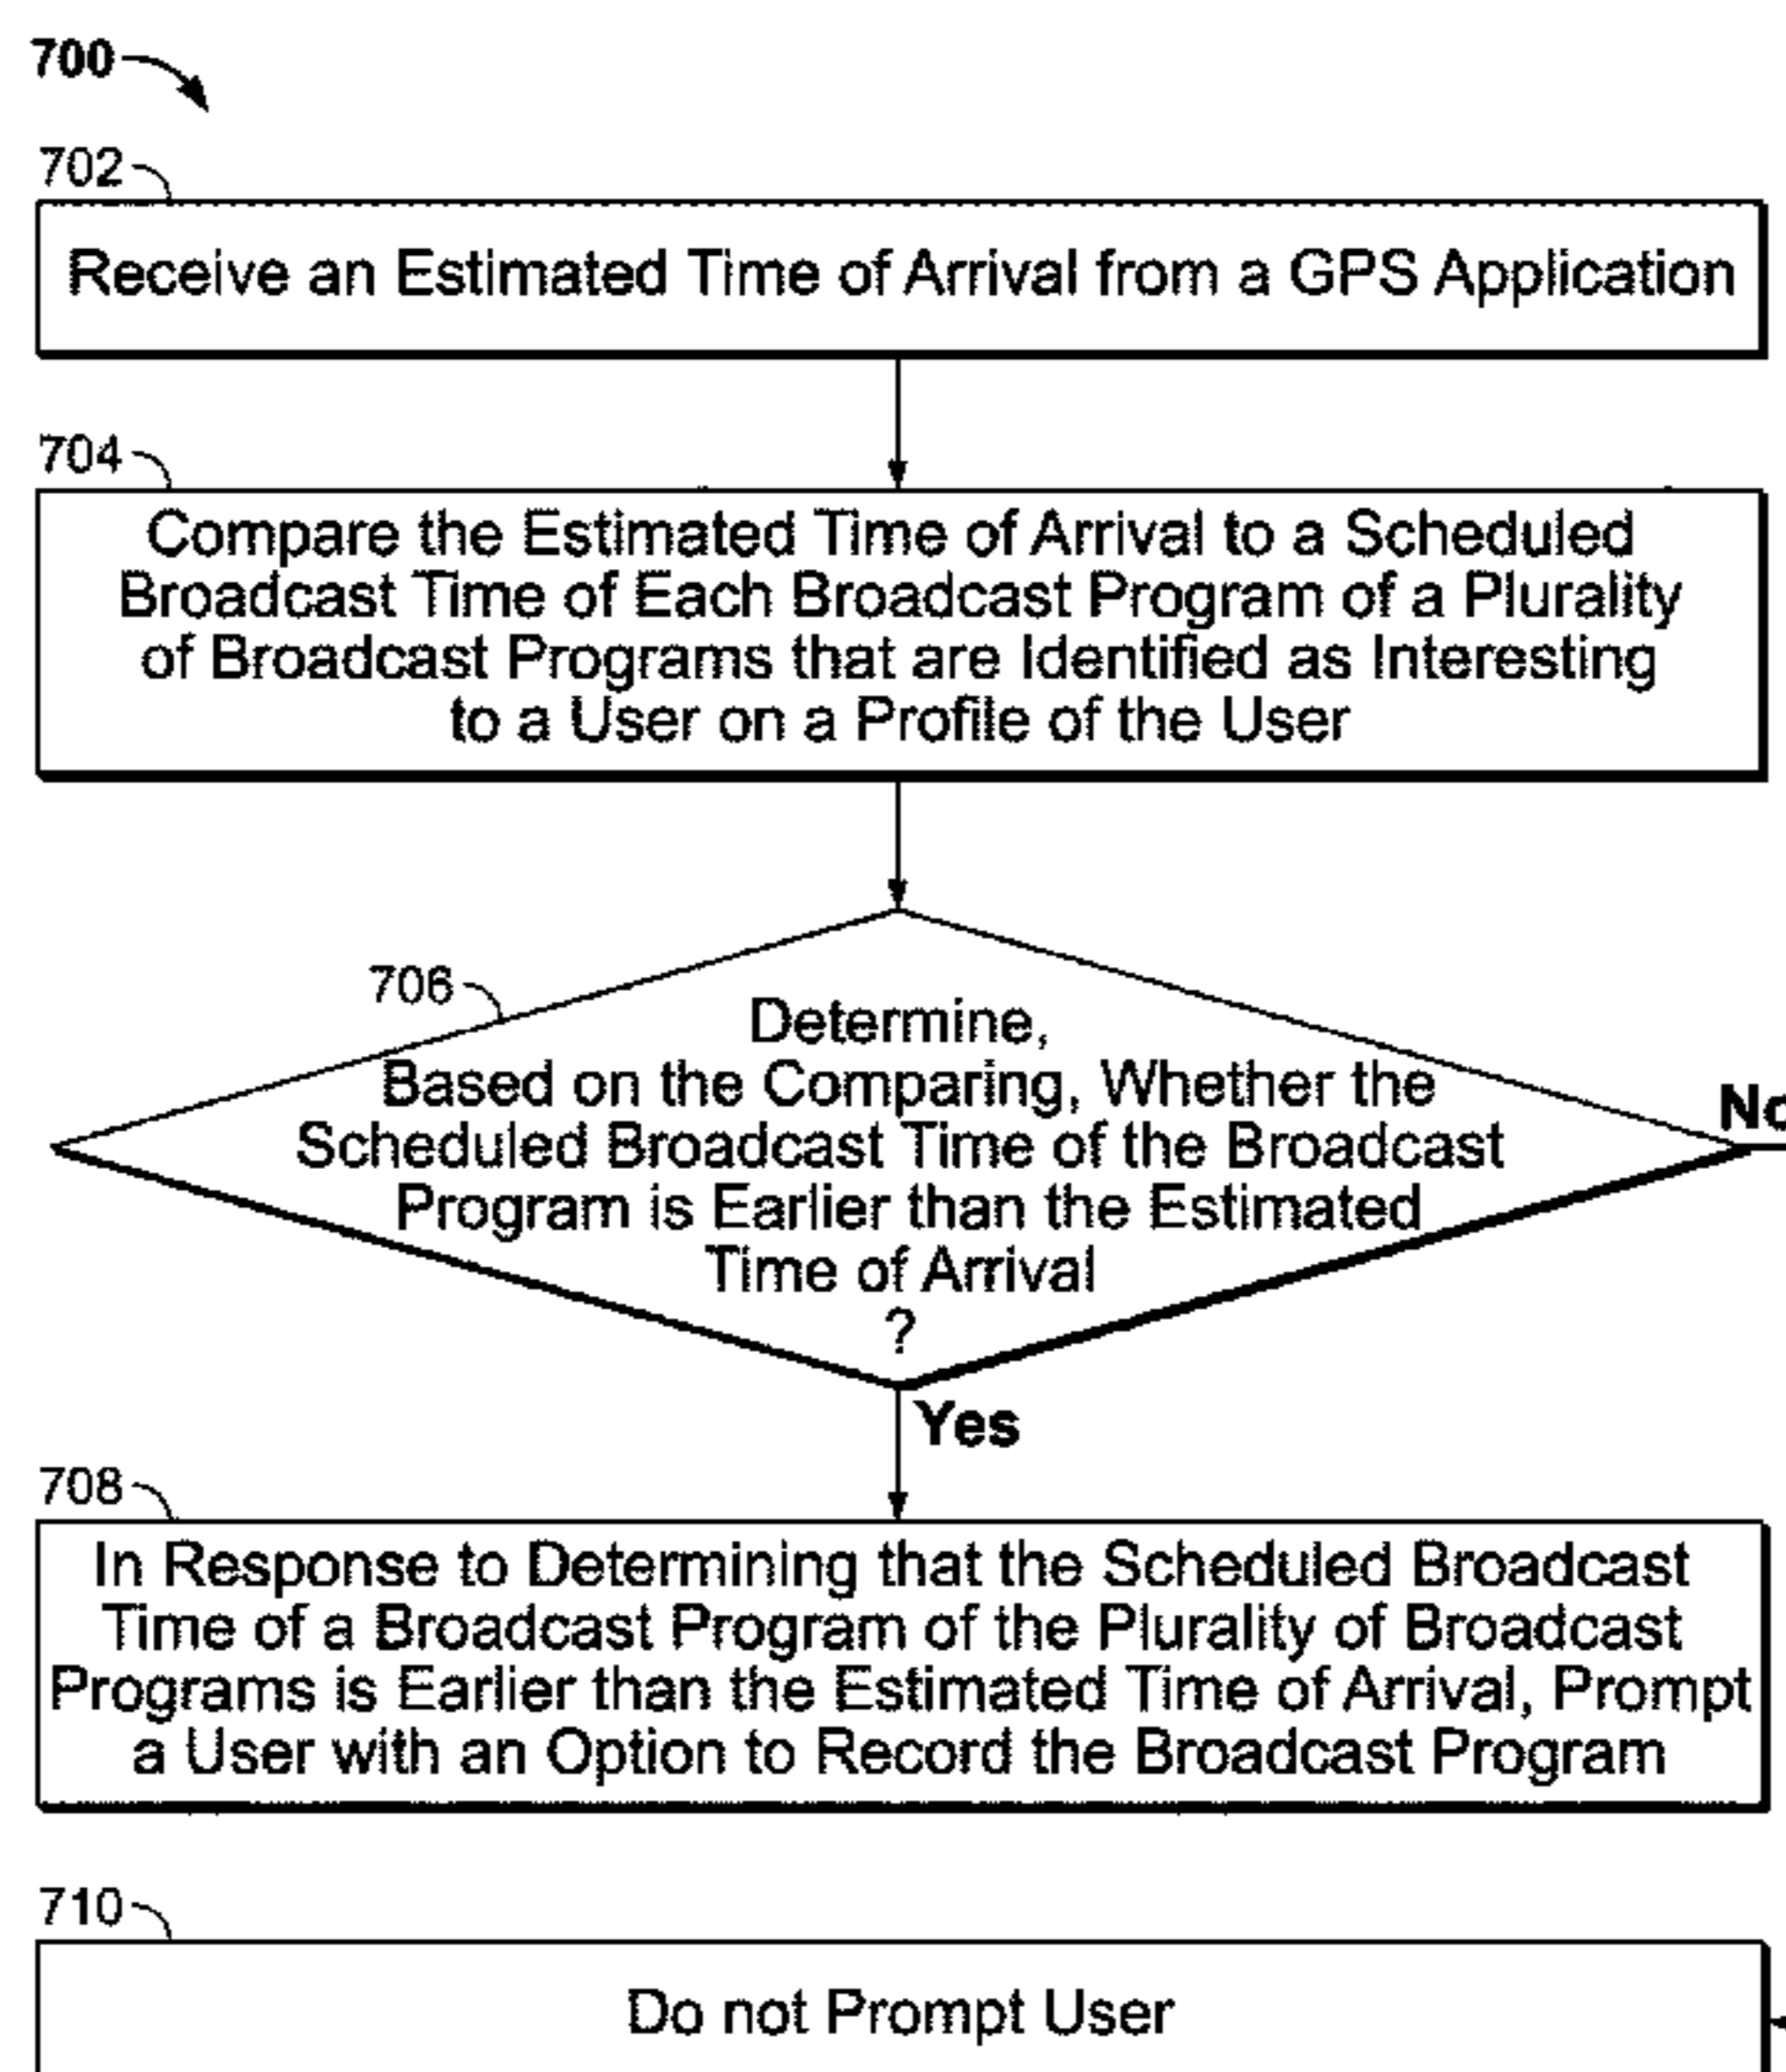 700
702
Receive an Estimated Time of Arrival from a GPS Application
704
Compare the Estimated Time of Arrival to a Scheduled
Broadcast Time of Each Broadcast Program of a Plurality
of Broadcast Programs that are Identified as Interesting
to a User on a Profile of the User
706
Determine,
Based on the Comparing, Whether the
Scheduled Broadcast Time of the Broadcast
Program is Earlier than the Estimated
Time of Arrival
?
No
Yes
708
In Response to Determining that the Scheduled Broadcast
Time of a Broadcast Program of the Plurality of Broadcast
Programs is Earlier than the Estimated Time of Arrival, Prompt
a User with an Option to Record the Broadcast Program
710
Do not Prompt User